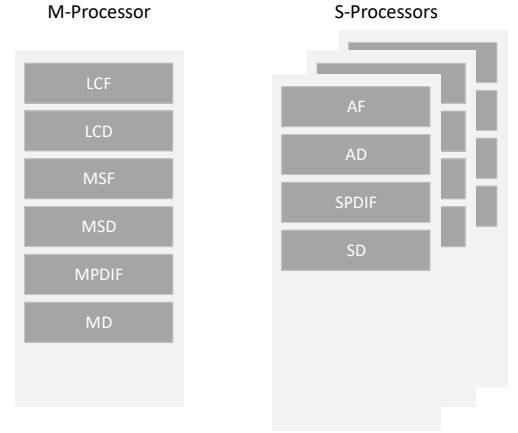 M-Processor
LCF
LCD
MSF
MSD
MPDIF
MD
S-Processors
AF
AD
SPDIF
SD